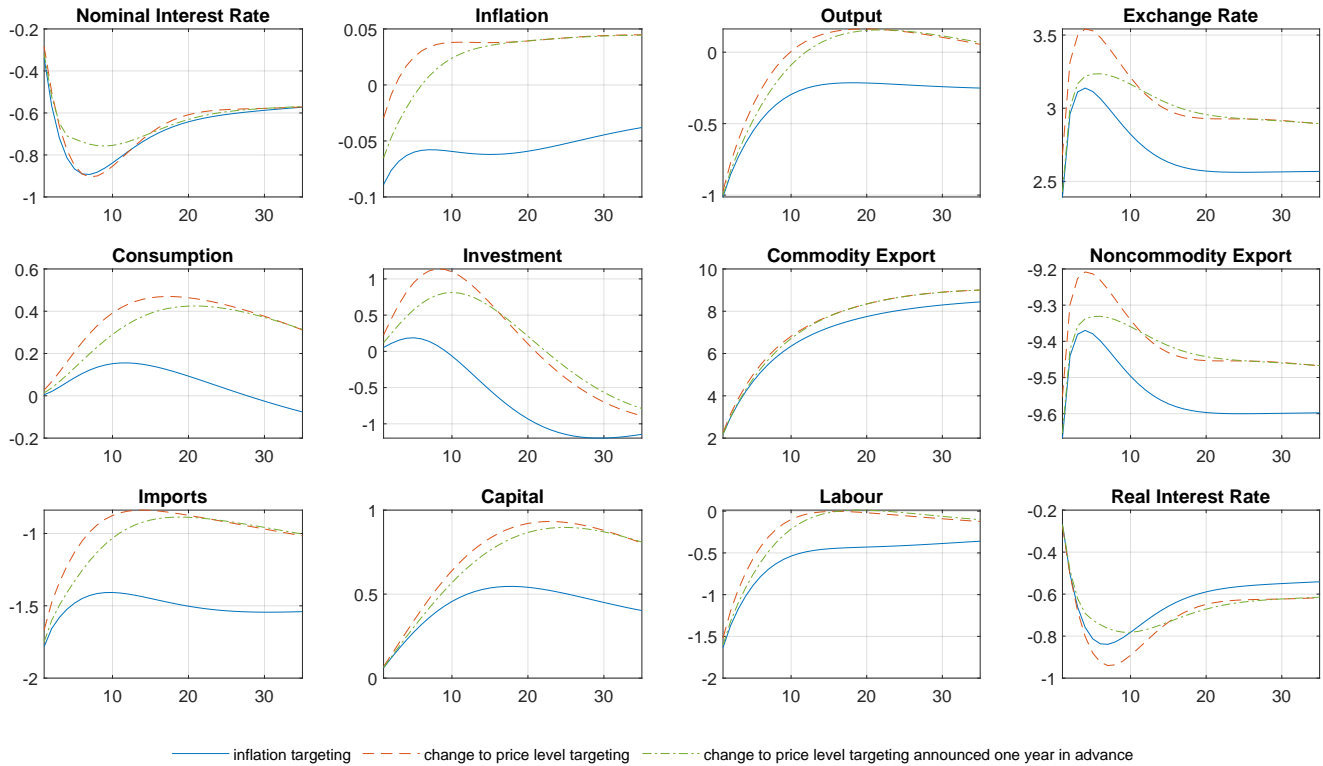 Nominal Interest Rate Inflation Output Exchange Rate
-0.2 0.05 0 3.5
-0.4 0 -0.5 3
-0.6 -0.05 -1 2.5
-0.8 -0.1
-1
10 20 30 10 20 30 10 20 30 10 20 30
Consumption Investment Commodity Export Noncommodity Export
0.6 1 10 -9.2
0.4 0.5 8 -9.3
0.2 0 6 -9.4
0 -0.5 4 -9.5
-0.2 -1 2 -9.6
10 20 30 10 20 30 10 20 30 10 20 30
Imports Capital Labour Real Interest Rate
-1 1 0 -0.2
-1.5 0.5 -0.5 -0.4
-2 0 -1 -0.6
-1.5 -0.8
-2 -1
10 20 30 10 20 30 10 20 30 10 20 30
inflation targeting change to price level targeting change to price level targeting announced one year in advance